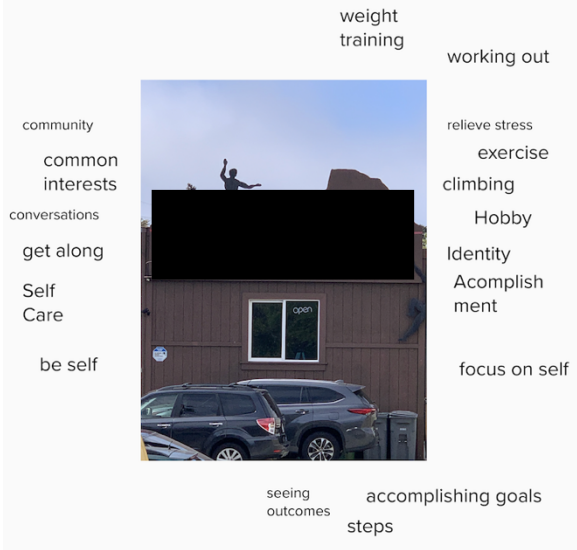 weight
training
working out
community
relieve stress
common
interests
exercise
climbing
conversations
Hobby
get along
Identity
Self
Care
Acomplish
ment
open
be self
focus on self
seeing
outcomes
accomplishing goals
steps